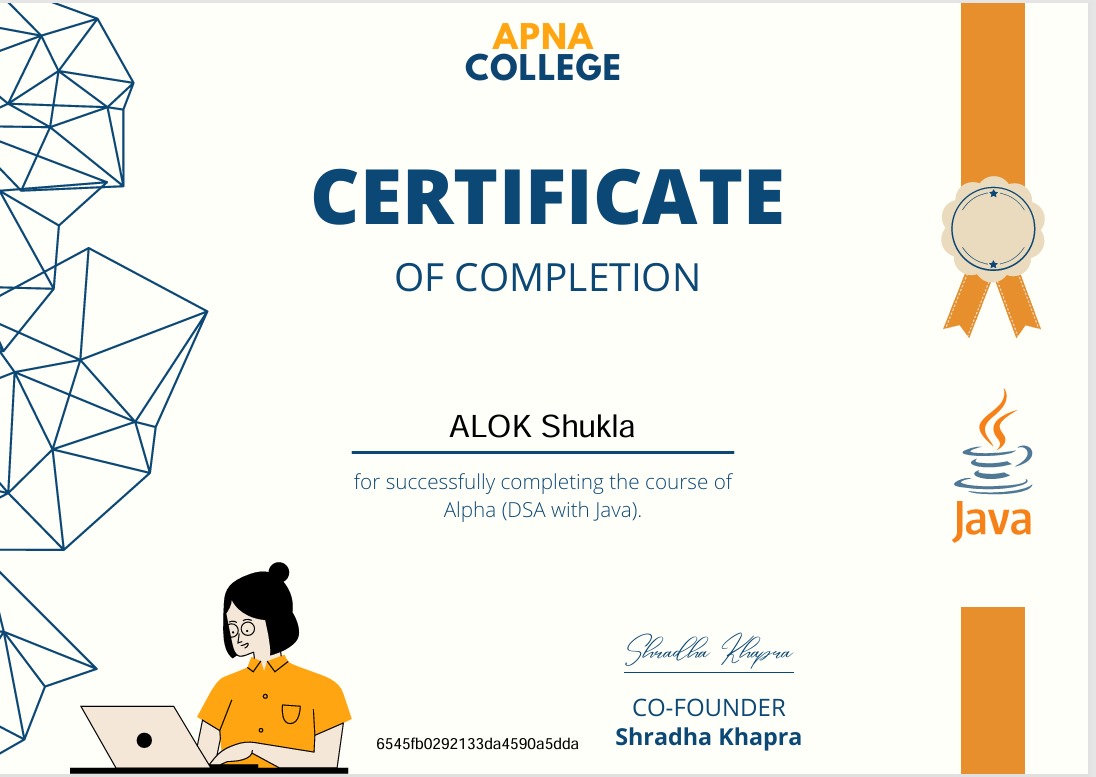 APNA
COLLEGE
CERTIFICATE
OF COMPLETION
ALOK Shukla
for successfully completing the course of
Alpha (DSA with Java).
Java
Shradha Khapra
CO-FOUNDER
Shradha Khapra
6545fb0292133da4590a5dda